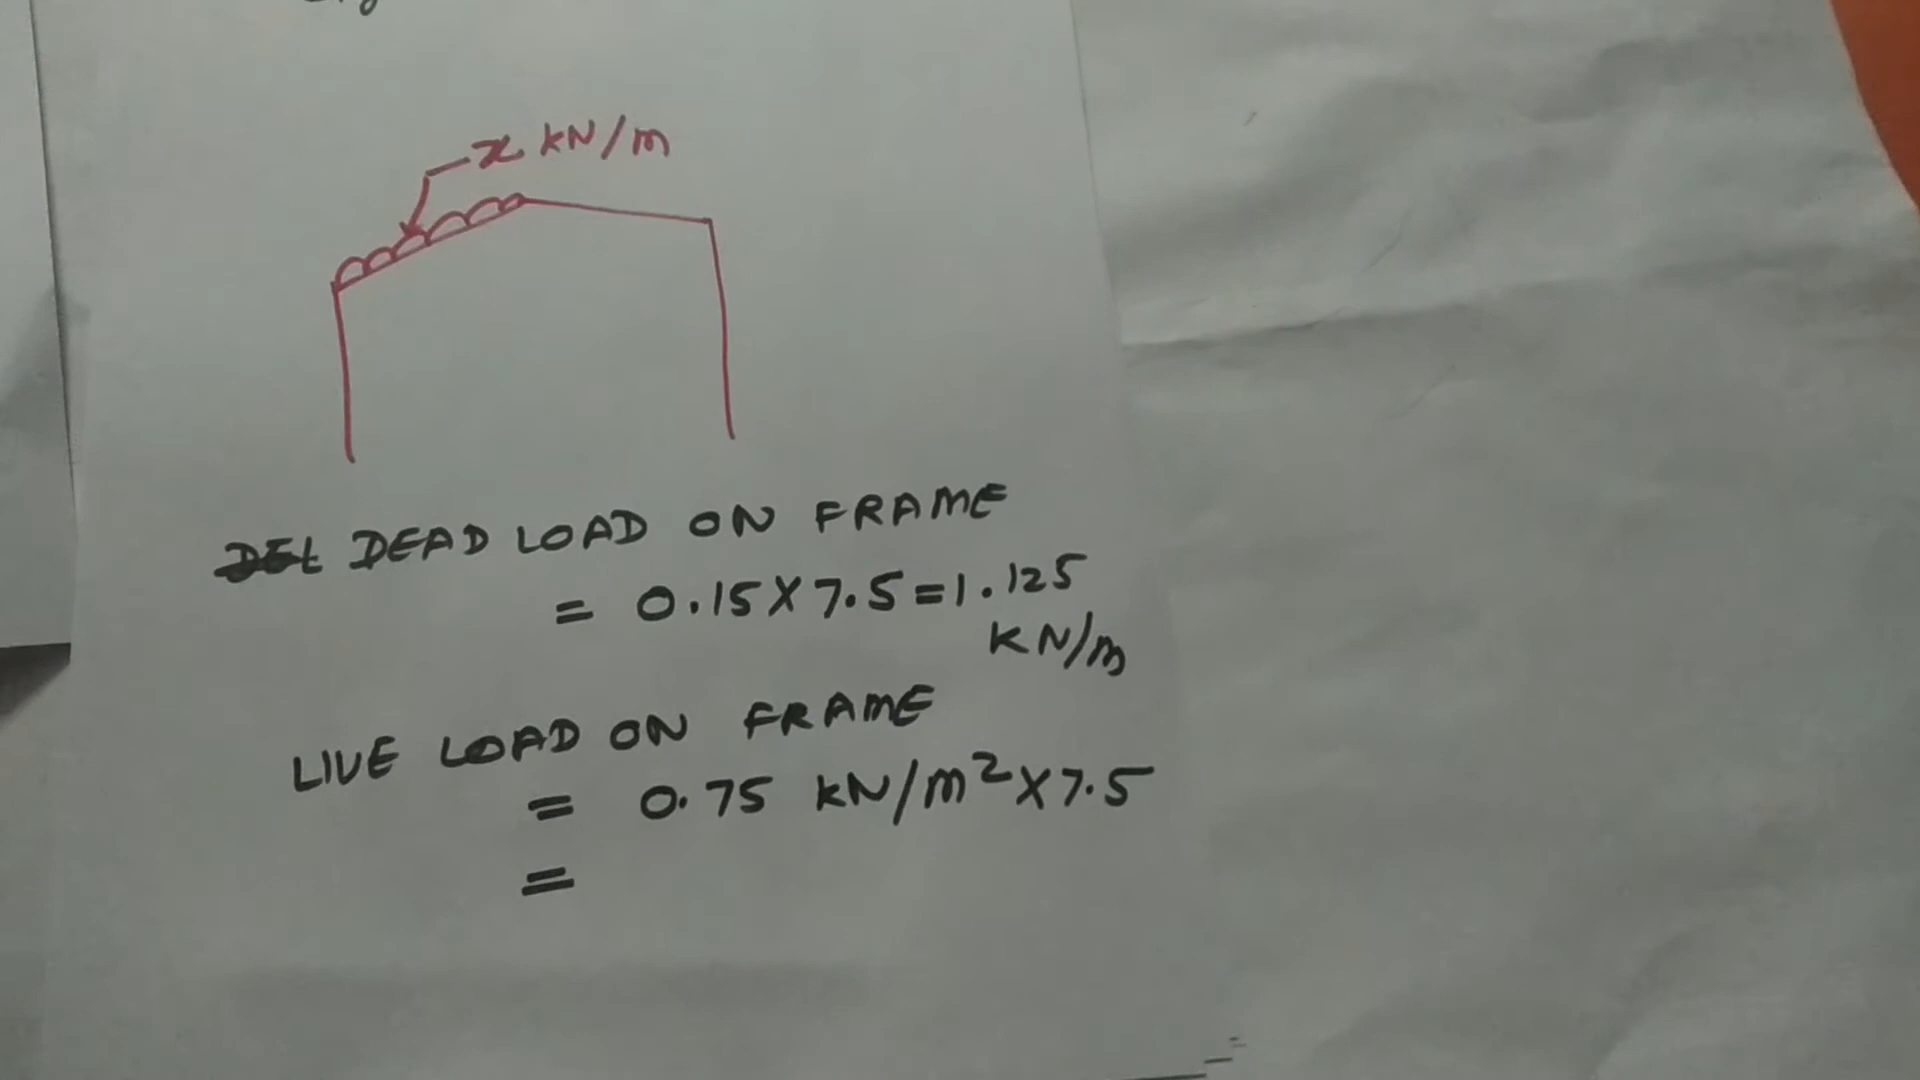 x kN/m
DEAD LOAD ON FRAME
= 0.15 X 7.5 = 1.125
KN/m
LIVE LOAD ON FRAME
= 0.75 kN/m² X 7.5
=